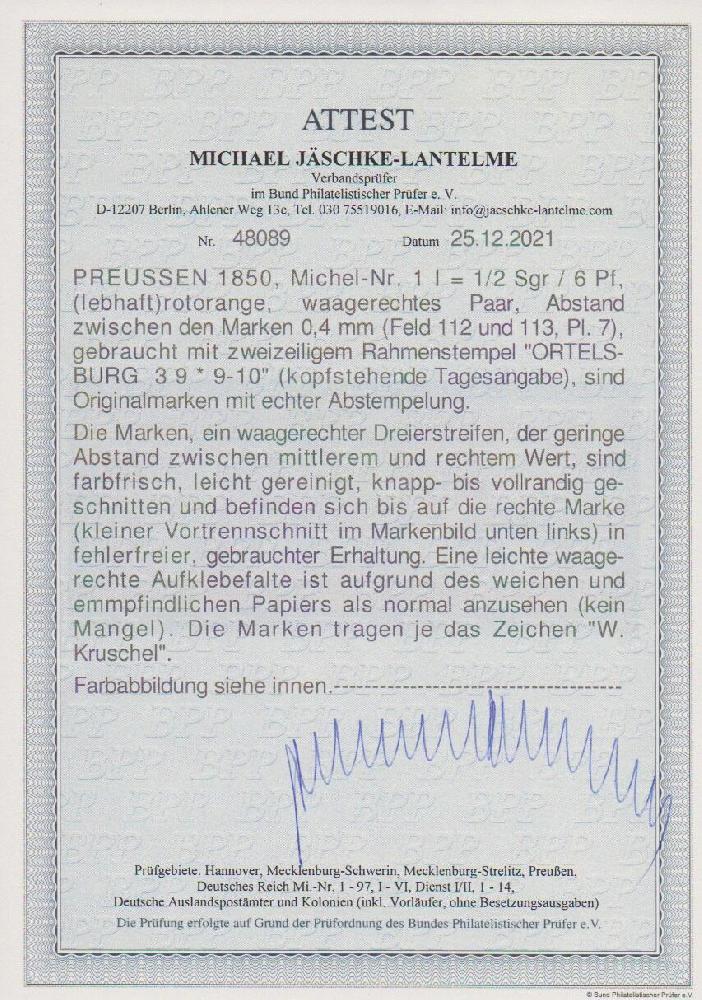 ATTEST
MICHAEL JÄSCHKE-LANTELME
Verbandsprüfer
im Bund Philatelistischer Prüfer e. V.
D-12207 Berlin, Ahlener Weg 13c, Tel. 030 75519016, E-Mail: info@jaeschke-lantelme.com
Nr. 48089 Datum 25.12.2021
PREUSSEN 1850, Michel-Nr. 1 I = 1/2 Sgr / 6 Pf,
(lebhaft)rotorange, waagerechtes Paar, Abstand
zwischen den Marken 0,4 mm (Feld 112 und 113, Pl. 7),
gebraucht mit zweizeiligem Rahmenstempel "ORTELS-
BURG 3 9 * 9-10" (kopfstehende Tagesangabe), sind
Originalmarken mit echter Abstempelung.
Die Marken, ein waagerechter Dreierstreifen, der geringe
Abstand zwischen mittlerem und rechtem Wert, sind
farbfrisch, leicht gereinigt, knapp- bis vollrandig ge-
schnitten und befinden sich bis auf die rechte Marke
(kleiner Vortrennschnitt im Markenbild unten links) in
fehlerfreier, gebrauchter Erhaltung. Eine leichte waage-
rechte Aufklebefalte ist aufgrund des weichen und
emmpfindlichen Papiers als normal anzusehen (kein
Mangel). Die Marken tragen je das Zeichen "W.
Kruschel".
Farbabbildung siehe innen.--------------------------------------
Prüfgebiete: Hannover, Mecklenburg-Schwerin, Mecklenburg-Strelitz, Preußen,
Deutsches Reich Mi.-Nr. 1 - 97, I - VI, Dienst I/II, 1 - 14,
Deutsche Auslandspostämter und Kolonien (inkl. Vorläufer, ohne Besetzungsausgaben)
Die Prüfung erfolgte auf Grund der Prüfordnung des Bundes Philatelistischer Prüfer e.V.
© Bund Philatelistischer Prüfer e.V.